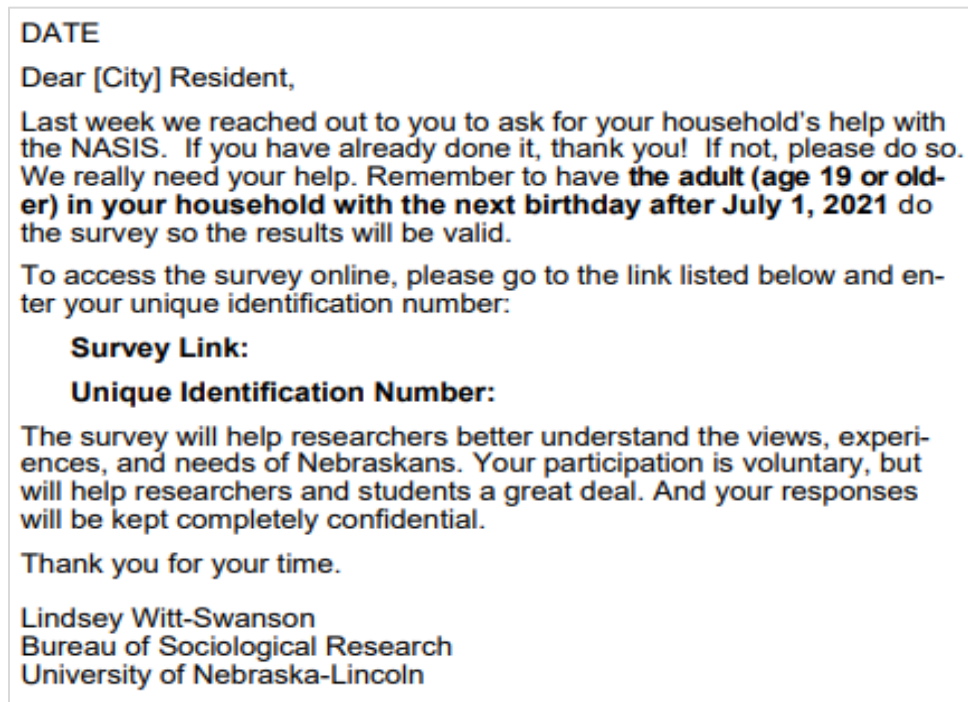 DATE
Dear [City] Resident,
Last week we reached out to you to ask for your household's help with
the NASIS.  If you have already done it, thank you!  If not, please do so.
We really need your help. Remember to have the adult (age 19 or old-
er) in your household with the next birthday after July 1, 2021 do
the survey so the results will be valid.
To access the survey online, please go to the link listed below and en-
ter your unique identification number:
Survey Link:
Unique Identification Number:
The survey will help researchers better understand the views, experi-
ences, and needs of Nebraskans. Your participation is voluntary, but
will help researchers and students a great deal. And your responses
will be kept completely confidential.
Thank you for your time.
Lindsey Witt-Swanson
Bureau of Sociological Research
University of Nebraska-Lincoln